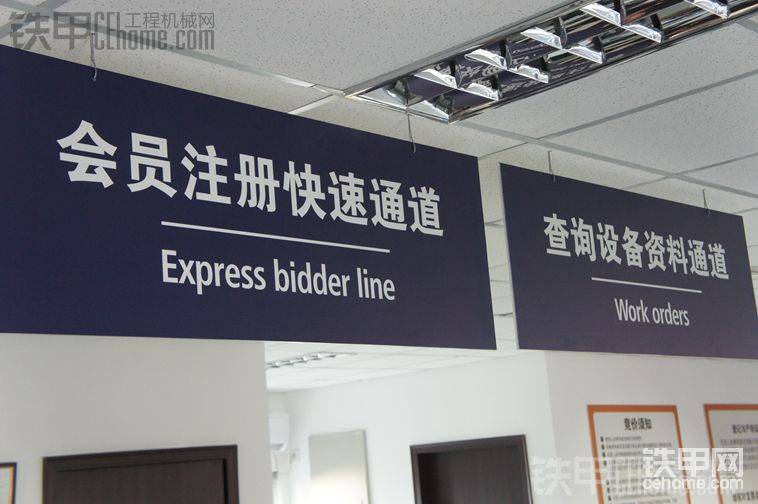 铁甲工程机械网
CEhome.com
会员注册快速通道
Express bidder line
查询设备资料通道
Work orders
竞价须知
铁甲网
cehome.com